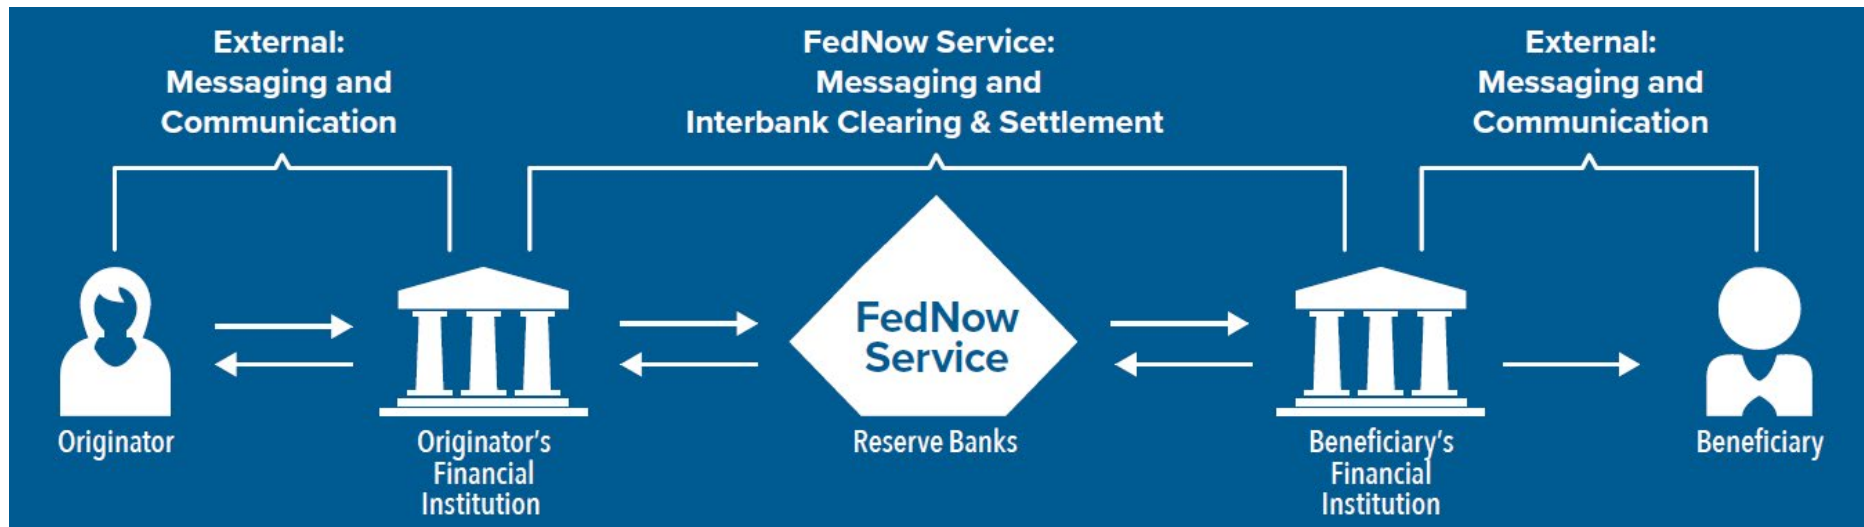 External:
Messaging and
Communication
FedNow Service:
Messaging and
Interbank Clearing & Settlement
External:
Messaging and
Communication
FedNow
Service
Originator
Originator's
Financial
Institution
Reserve Banks
Beneficiary's
Financial
Institution
Beneficiary